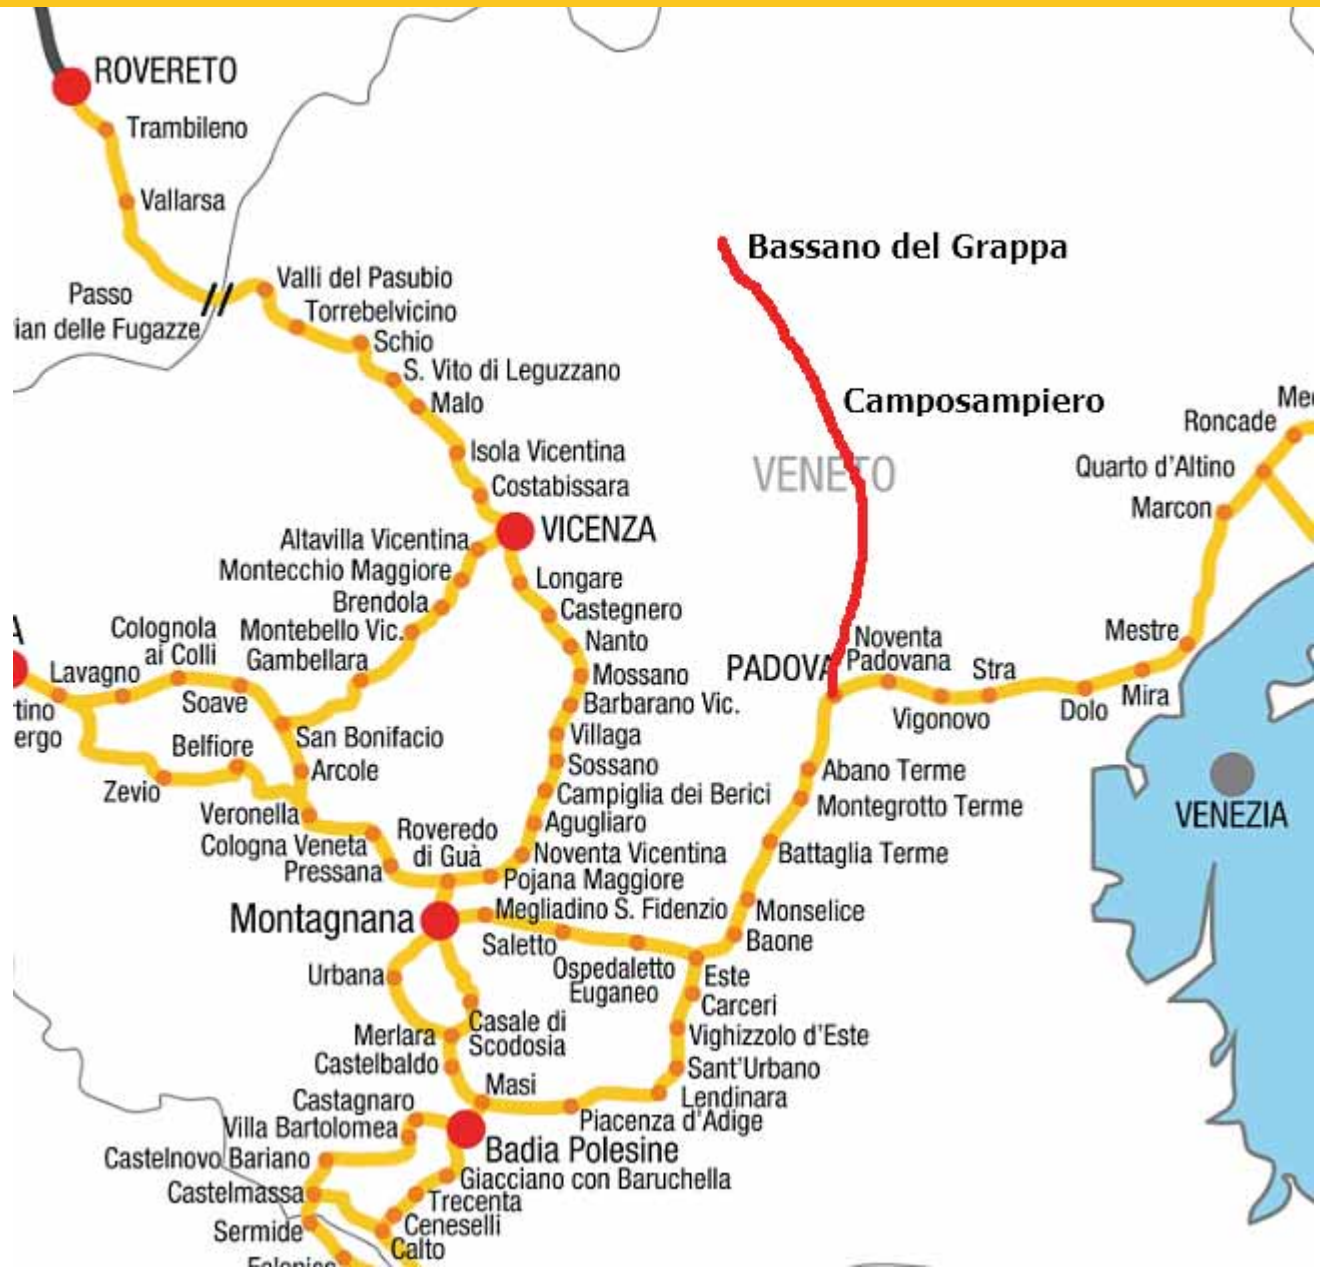 ROVERETO
Trambileno
Vallarsa
Bassano del Grappa
Valli del Pasubio
Passo
ian delle Fugazze
Torrebelvicino
Schio
S. Vito di Leguzzano
Malo
Camposampiero
Roncade
Isola Vicentina
VENETO
Quarto d'Altino
Costabissara
Marcon
VICENZA
Altavilla Vicentina
Montecchio Maggiore
Longare
Brendola
Castegnero
Colognola
ai Colli
Montebello Vic.
Nanto
Noventa
Padovana
Mestre
Lavagno
Gambellara
Mossano
PADOVA
Stra
Mira
Soave
Barbarano Vic.
Vigonovo
Dolo
tino
ergo
Belfiore
San Bonifacio
Villaga
Arcole
Sossano
Abano Terme
Zevio
Campiglia dei Berici
Montegrotto Terme
VENEZIA
Veronella
Roveredo
di Guà
Agugliaro
Cologna Veneta
Noventa Vicentina
Battaglia Terme
Pressana
Pojana Maggiore
Montagnana
Megliadino S. Fidenzio
Monselice
Saletto
Baone
Urbana
Ospedaletto
Euganeo
Este
Carceri
Merlara
Casale di
Scodosia
Vighizzolo d'Este
Castelbaldo
Sant'Urbano
Masi
Lendinara
Castagnaro
Piacenza d'Adige
Villa Bartolomea
Badia Polesine
Castelnovo Bariano
Giacciano con Baruchella
Castelmassa
Trecenta
Sermide
Ceneselli
Calto